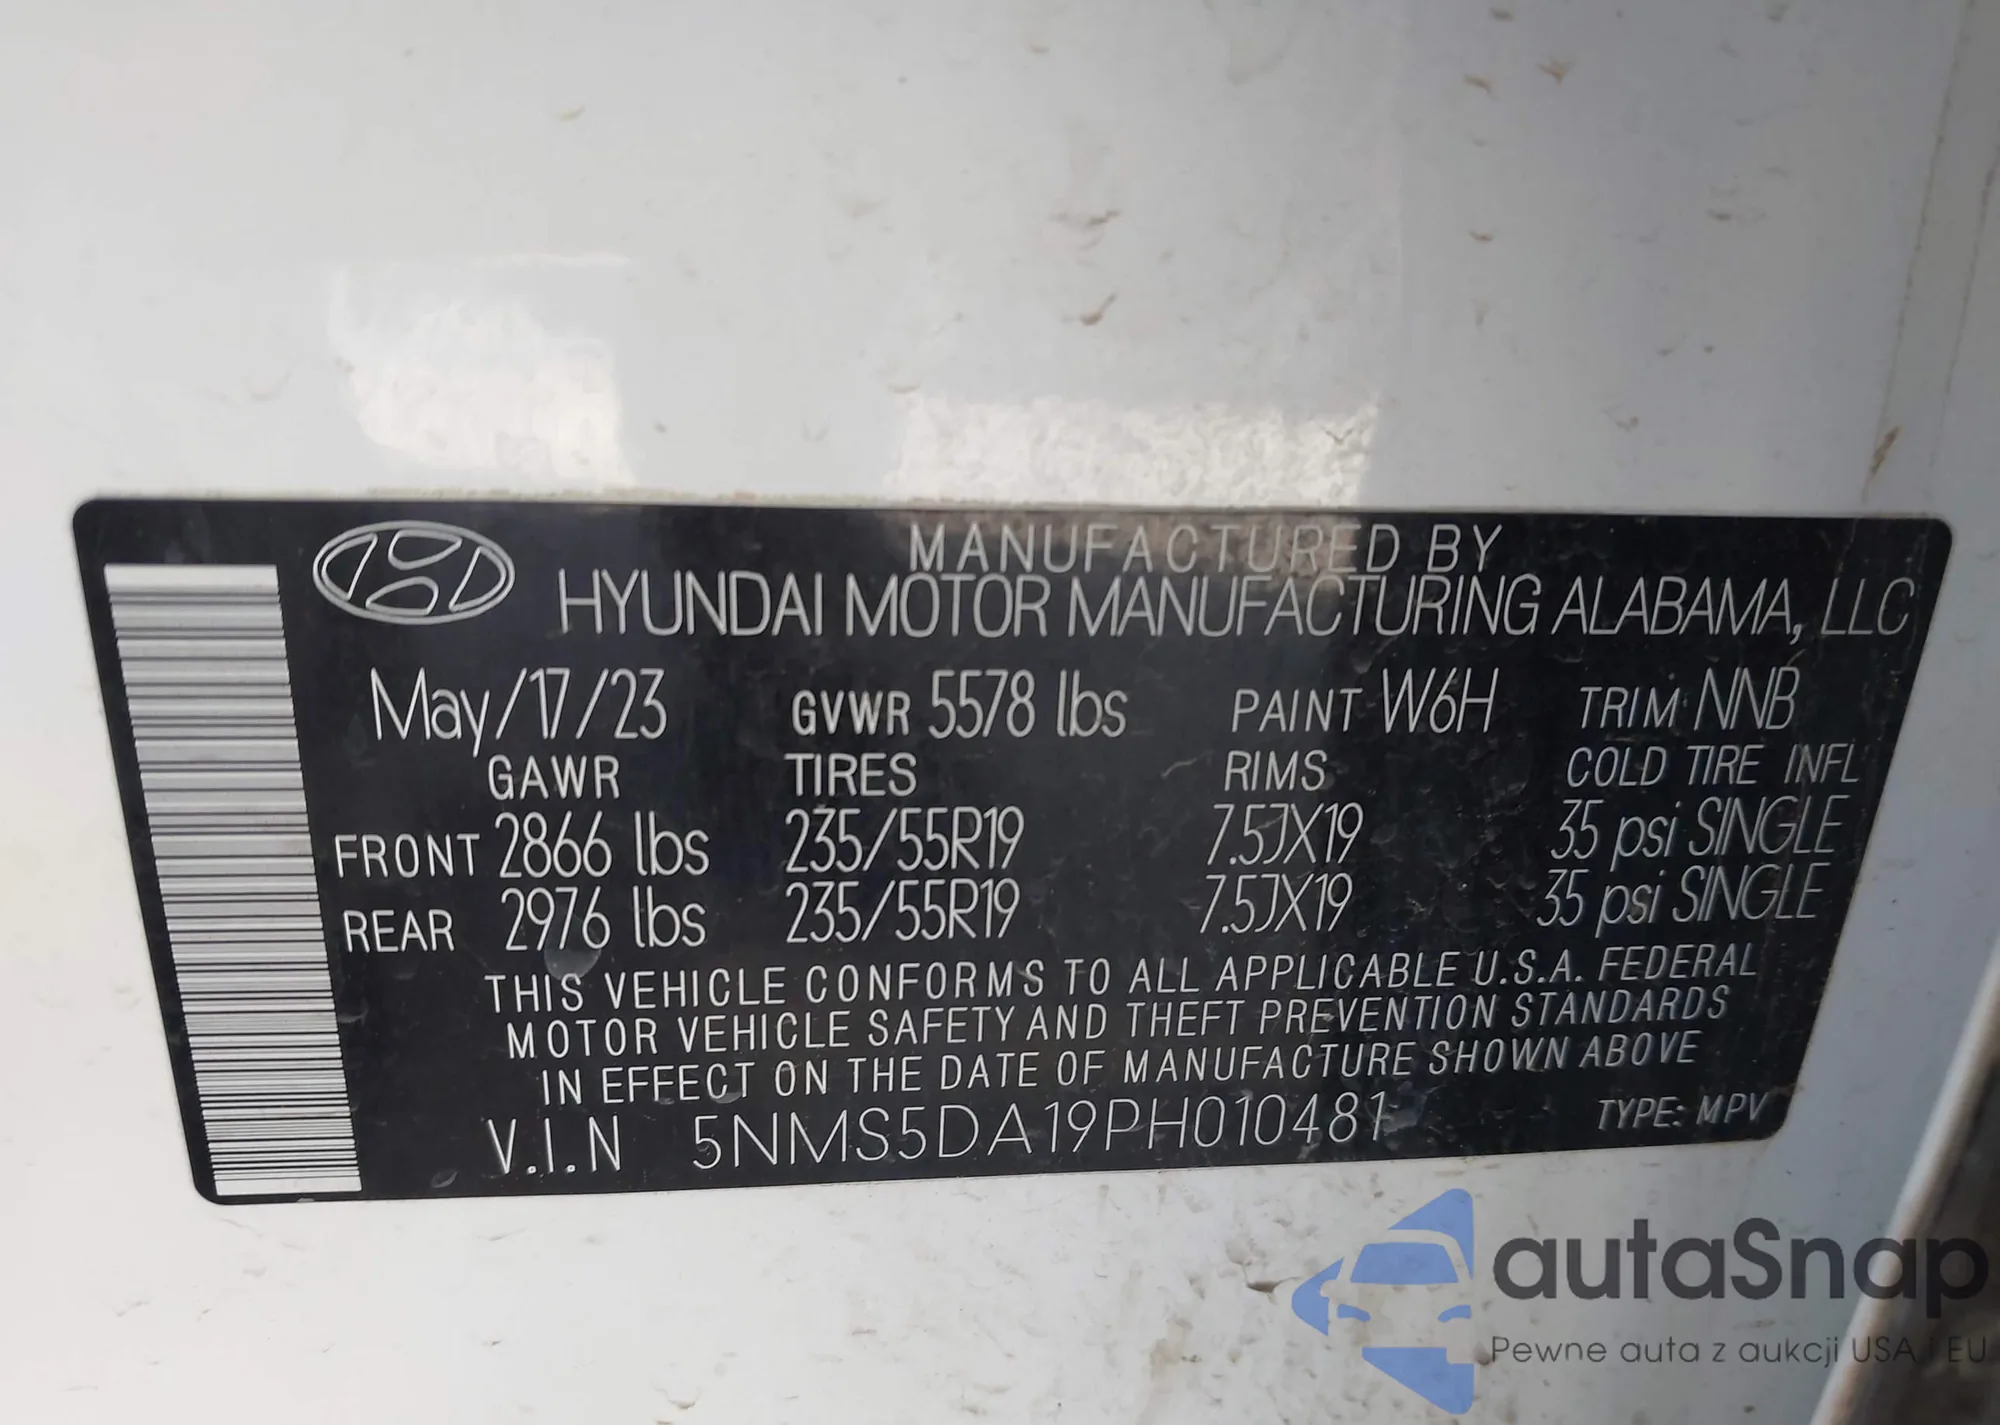 MANUFACTURED BY
HYUNDAI MOTOR MANUFACTURING ALABAMA, LLC
May/17/23 GVWR 5578 lbs PAINT W6H TRIM: NNB
GAWR TIRES RIMS COLD TIRE INFL
FRONT 2866 lbs 235/55R19 7.5JX19 35 psi SINGLE
REAR 2976 lbs 235/55R19 7.5JX19 35 psi SINGLE
THIS VEHICLE CONFORMS TO ALL APPLICABLE U.S.A. FEDERAL
MOTOR VEHICLE SAFETY AND THEFT PREVENTION STANDARDS
IN EFFECT ON THE DATE OF MANUFACTURE SHOWN ABOVE
V.I.N 5NMS5DA19PH010481 TYPE: MPV
autaSnap
Pewne auta z aukcji USA i EU